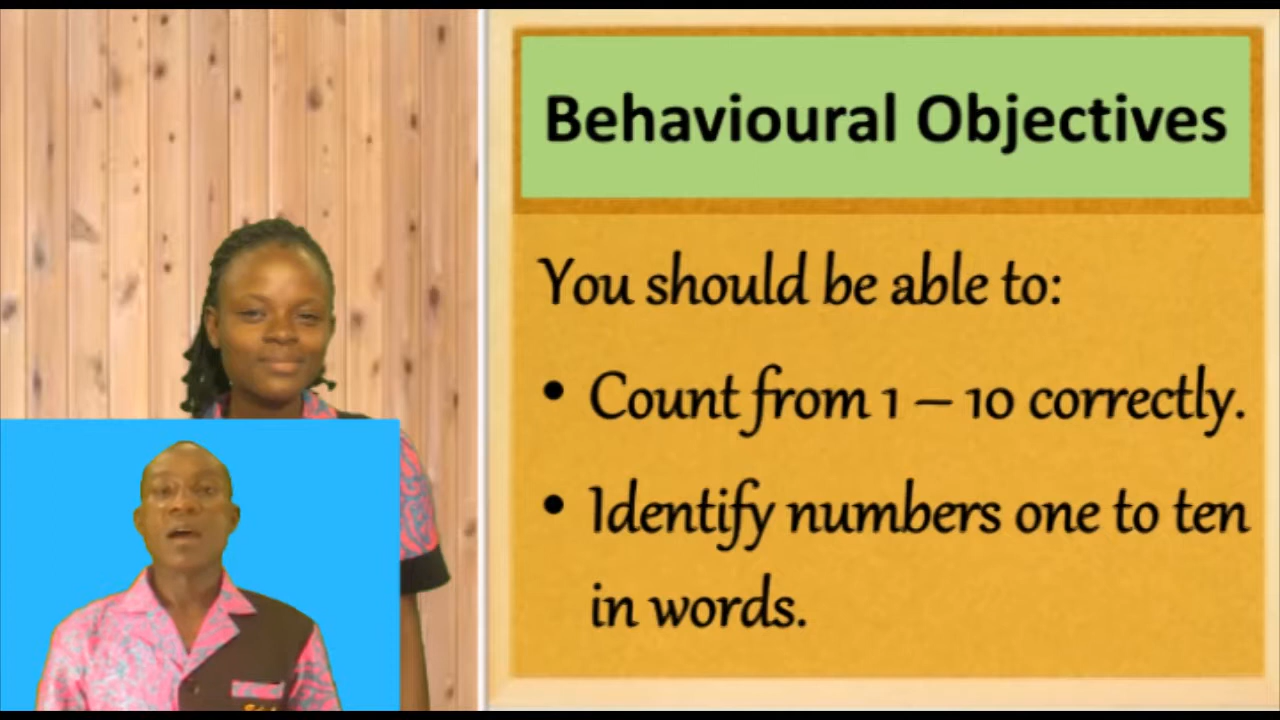 Behavioural Objectives
You should be able to:
• Count from 1 – 10 correctly.
• Identify numbers one to ten
in words.